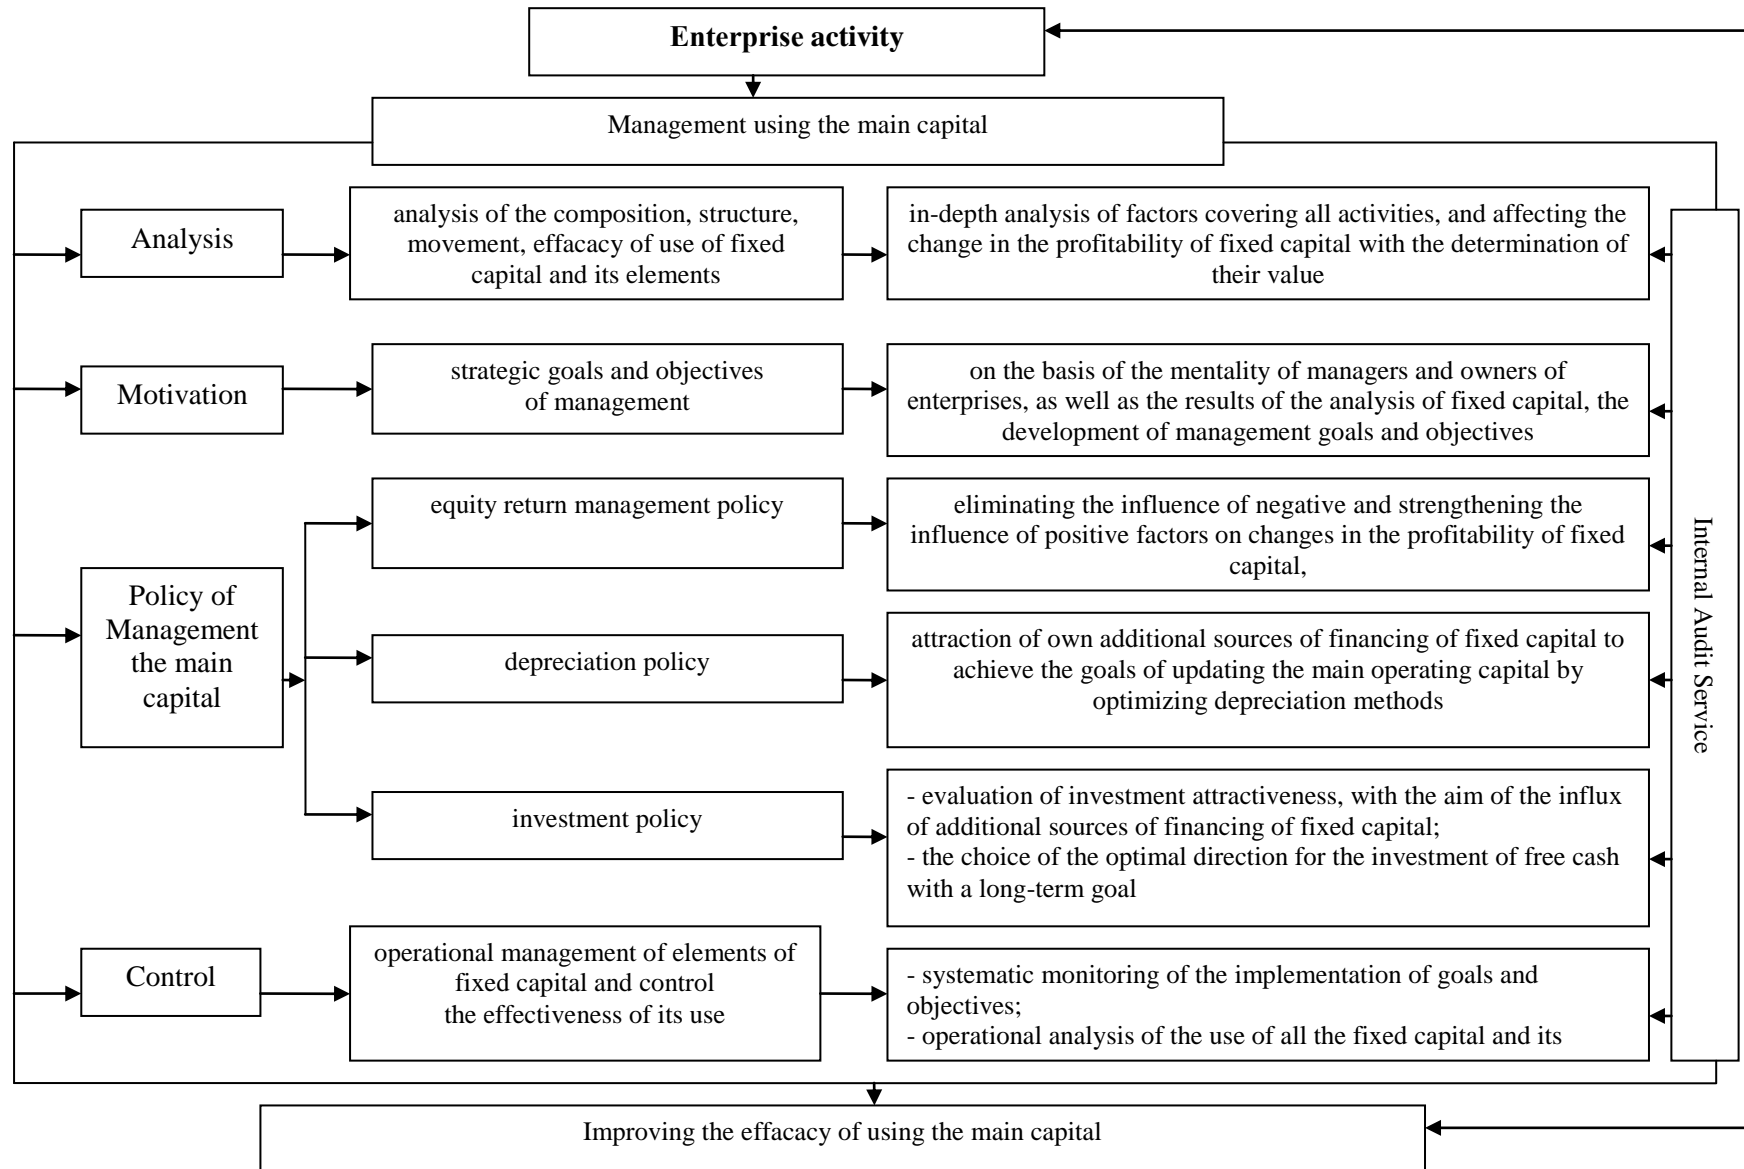 Enterprise activity
Management using the main capital
Analysis
analysis of the composition, structure,
movement, effacacy of use of fixed
capital and its elements
in-depth analysis of factors covering all activities, and affecting the
change in the profitability of fixed capital with the determination of
their value
Motivation
strategic goals and objectives
of management
on the basis of the mentality of managers and owners of
enterprises, as well as the results of the analysis of fixed capital, the
development of management goals and objectives
Policy of
Management
the main
capital
equity return management policy
eliminating the influence of negative and strengthening the
influence of positive factors on changes in the profitability of fixed
capital,
depreciation policy
attraction of own additional sources of financing of fixed capital to
achieve the goals of updating the main operating capital by
optimizing depreciation methods
investment policy
- evaluation of investment attractiveness, with the aim of the influx
of additional sources of financing of fixed capital;
- the choice of the optimal direction for the investment of free cash
with a long-term goal
Control
operational management of elements of
fixed capital and control
the effectiveness of its use
- systematic monitoring of the implementation of goals and
objectives;
- operational analysis of the use of all the fixed capital and its
Internal Audit Service
Improving the effacacy of using the main capital